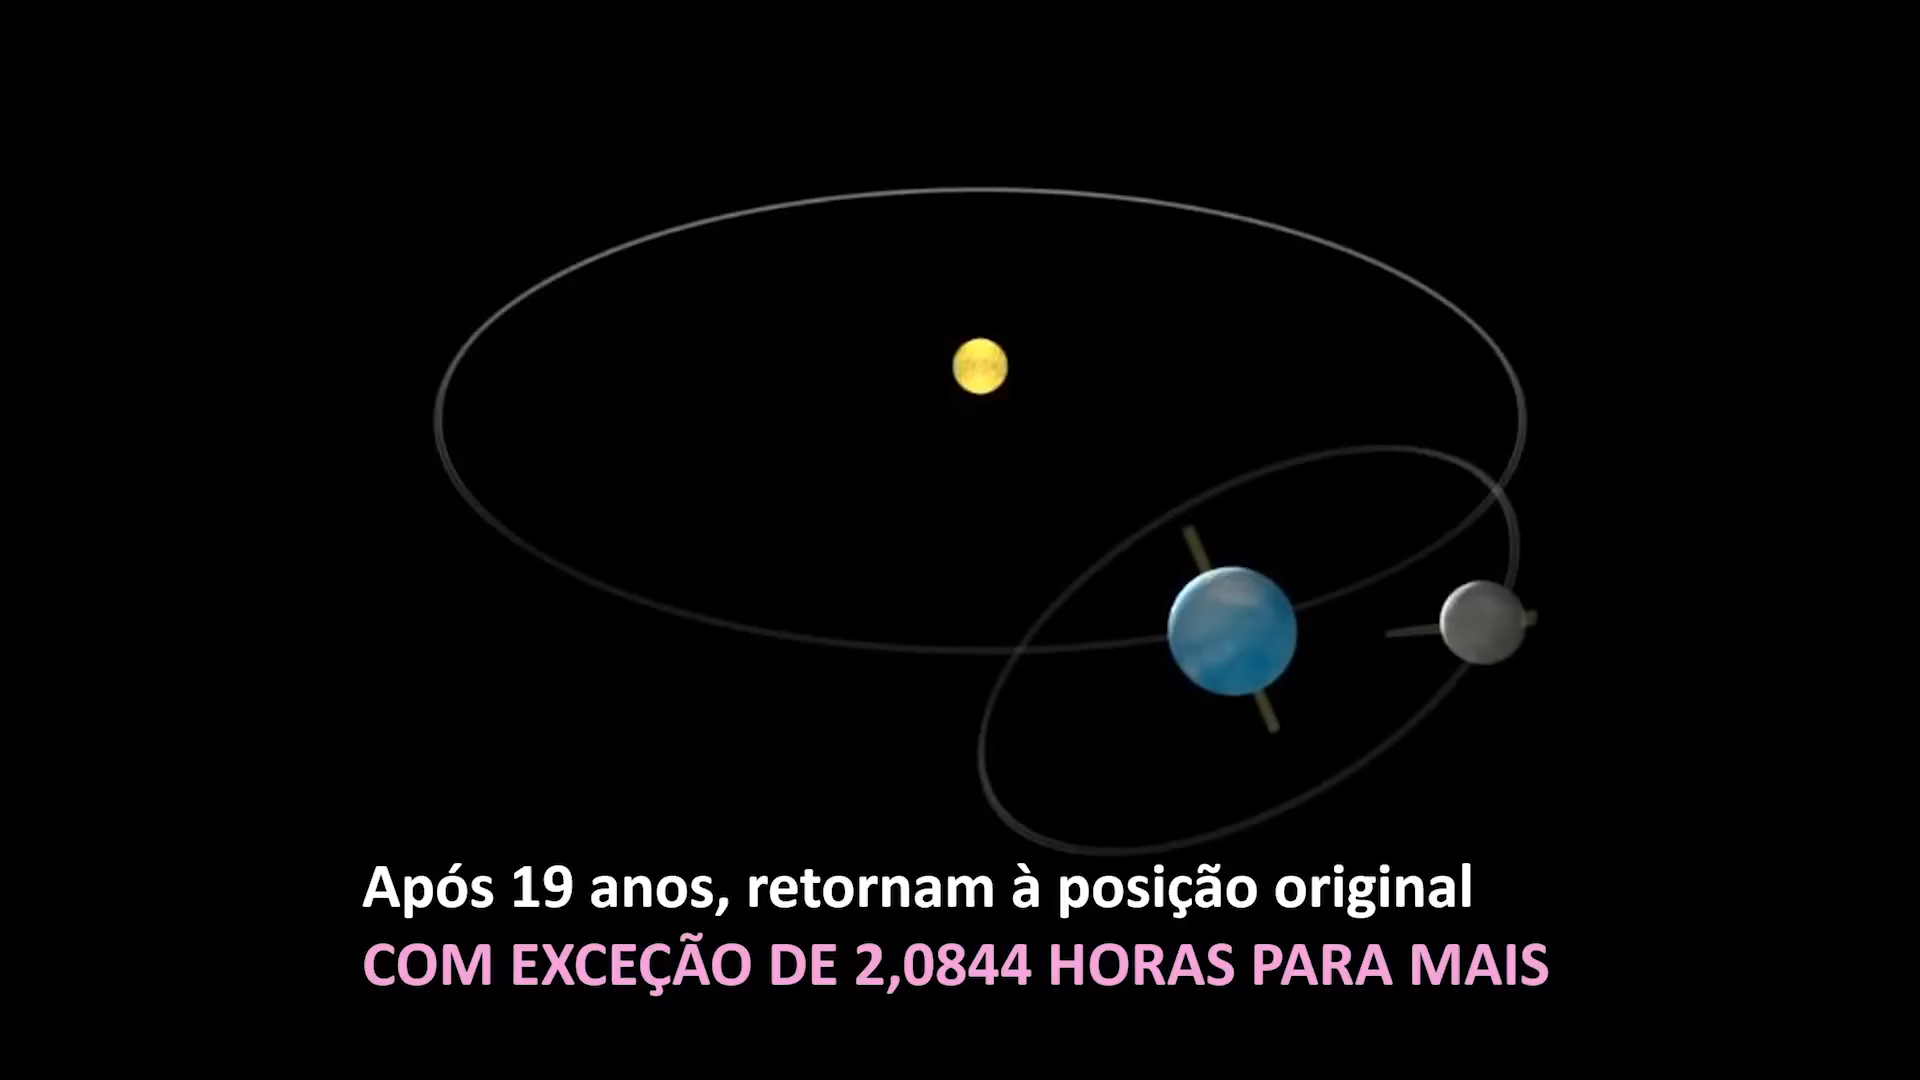 Após 19 anos, retornam à posição original
COM EXCEÇÃO DE 2,0844 HORAS PARA MAIS